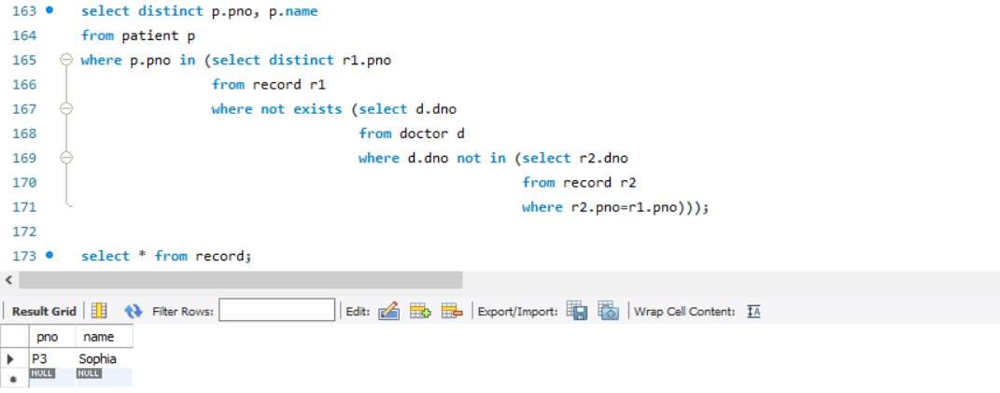 163 select distinct p.pno, p.name
164 from patient p
165 where p.pno in (select distinct r1.pno
166 from record r1
167 where not exists (select d.dno
168 from doctor d
169 where d.dno not in (select r2.dno
170 from record r2
171 where r2.pno=r1.pno)));
172
173 select * from record;
Result Grid Filter Rows: Edit: Export/Import: Wrap Cell Content: IA
pno name
P3 Sophia
NULL NULL